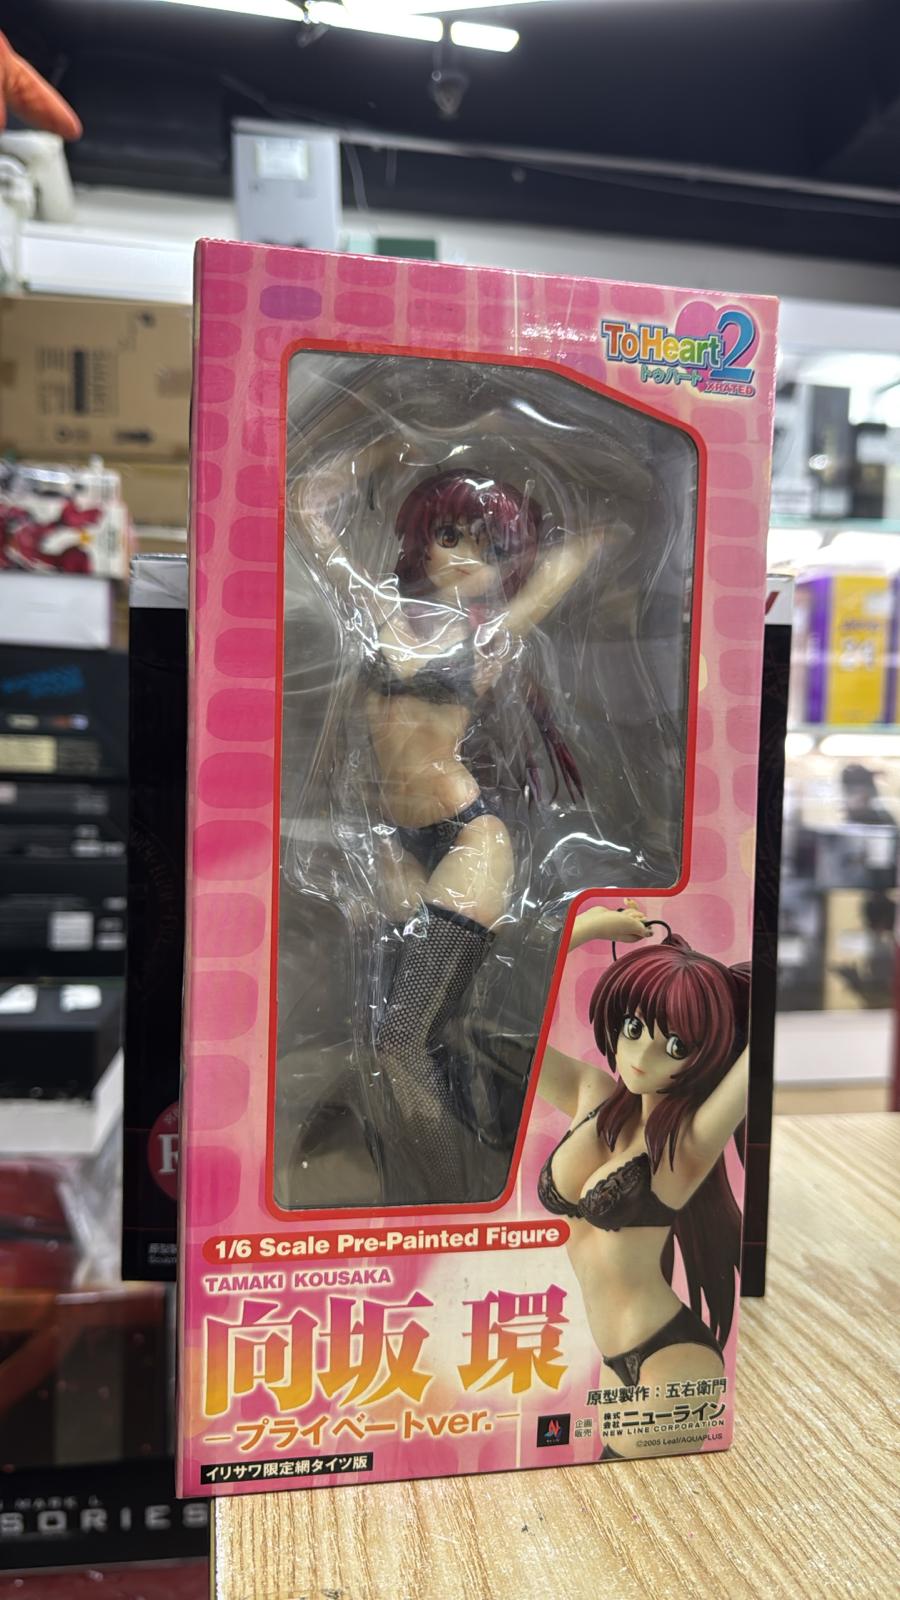 ToHeart2
トゥハート
XRATED
1/6 Scale Pre-Painted Figure
TAMAKI KOUSAKA
向坂 環
−プライベートver.−
イリサワ限定網タイツ版
原型製作：五右衛門
企画
販売
株式
会社
ニューライン
NEW LINE CORPORATION
©2005 Leaf/AQUAPLUS
SORIES